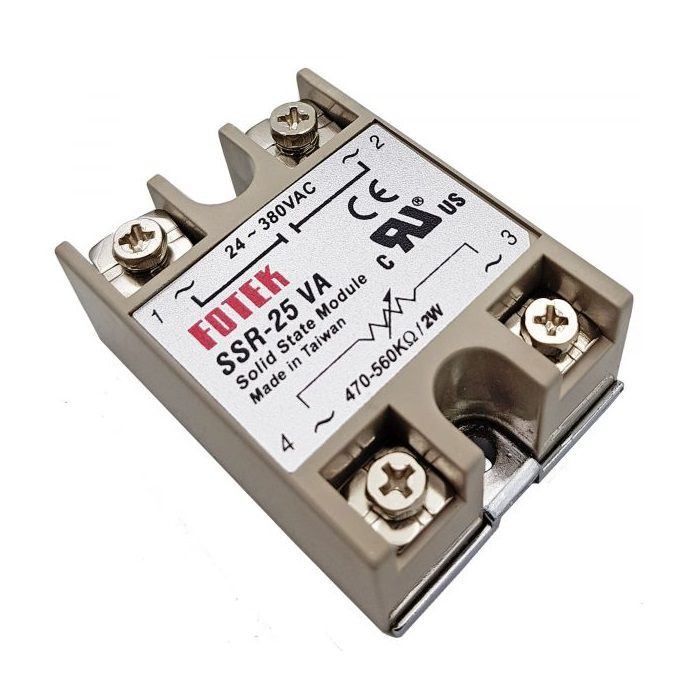 1 ~ 24 ~ 380VAC ~ 2
FOTEK
CE
SSR-25 VA
c RU ® US
Solid State Module
Made in Taiwan
4 ~ 470-560KΩ/2W 3